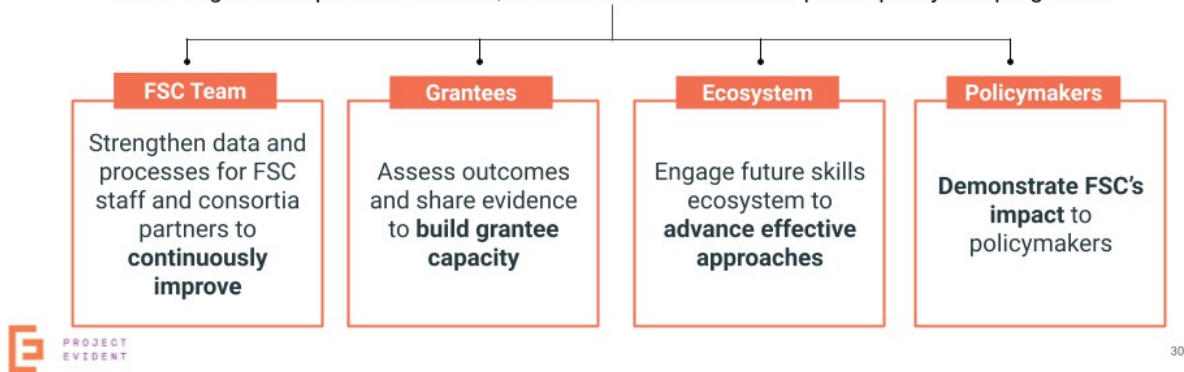 FSC Team
Strengthen data and
processes for FSC
staff and consortia
partners to
continuously
improve
Grantees
Assess outcomes
and share evidence
to build grantee
capacity
Ecosystem
Engage future skills
ecosystem to
advance effective
approaches
Policymakers
Demonstrate FSC’s
impact to
policymakers
PROJECT
EVIDENT
30